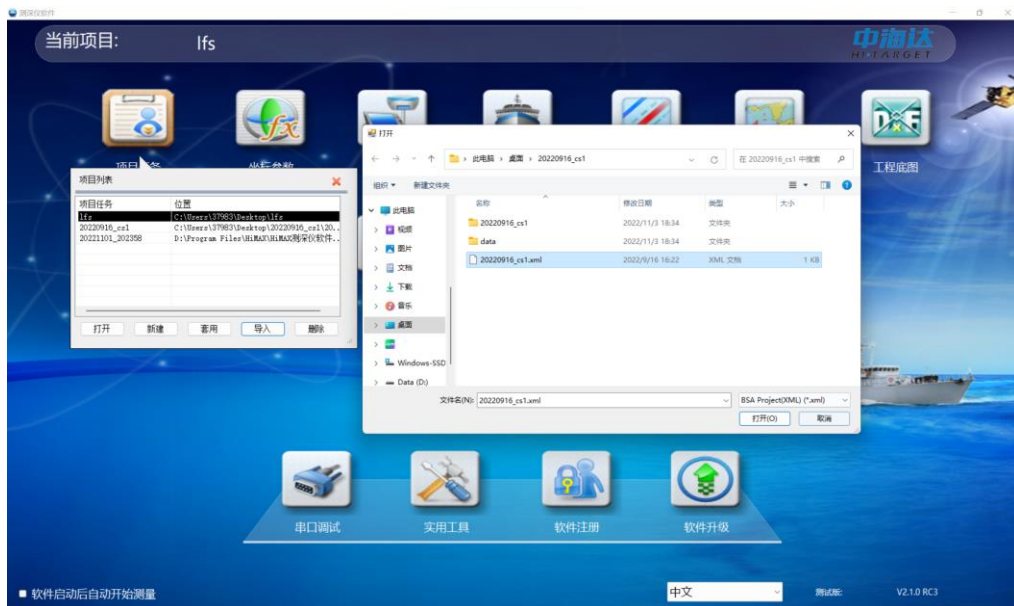 测深仪软件
当前项目:
lfs
中海达
HI-TARGET
工程底图
项目列表
项目任务 位置
lfs C:\Users\37983\Desktop\lfs
20220916_cs1 C:\Users\37983\Desktop\20220916_cs1\20..
20221101_202358 D:\Program Files\HiMAX\HiMAX测深仪软件..
打开 新建 套用 导入 删除
打开
此电脑 > 桌面 > 20220916_cs1
在 20220916_cs1 中搜索
组织 新建文件夹
名称 修改日期 类型 大小
此电脑
视频
图片
文档
下载
音乐
桌面
Windows-SSD
Data (D:)
20220916_cs1 2022/11/3 18:34 文件夹
data 2022/11/3 18:34 文件夹
20220916_cs1.xml 2022/9/16 16:22 XML 文档 1 KB
文件名(N): 20220916_cs1.xml BSA Project(XML) (*.xml)
打开(O) 取消
串口调试 实用工具 软件注册 软件升级
软件启动后自动开始测量
中文
测试版: V2.1.0 RC3